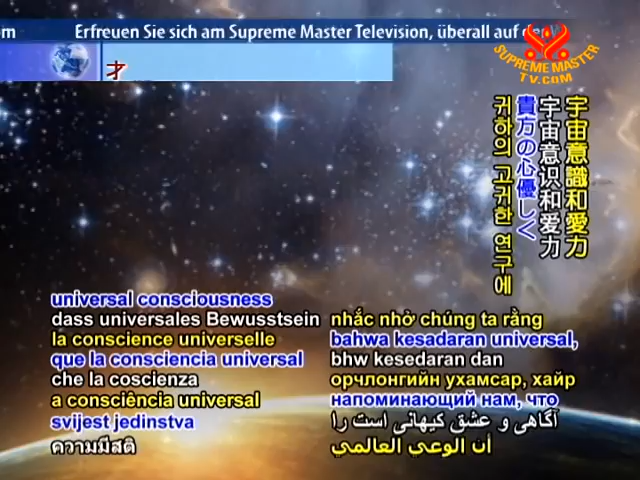 m Erfreuen Sie sich am Supreme Master Television, überall auf der W
SUPREME MASTER
TV.COM
才
宇宙意識和愛力
宇宙意识和爱力
貴方の心優しく
귀하의 고귀한 연구에
universal consciousness
dass universales Bewusstsein
la conscience universelle
que la consciencia universal
che la coscienza
a consciência universal
svijest jedinstva
ความมีสติ
nhắc nhở chúng ta rằng
bahwa kesadaran universal,
bhw kesedaran dan
орчлонгийн ухамсар, хайр
напоминающий нам, что
آگاهی و عشق کیهانی است را
أن الوعي العالمي